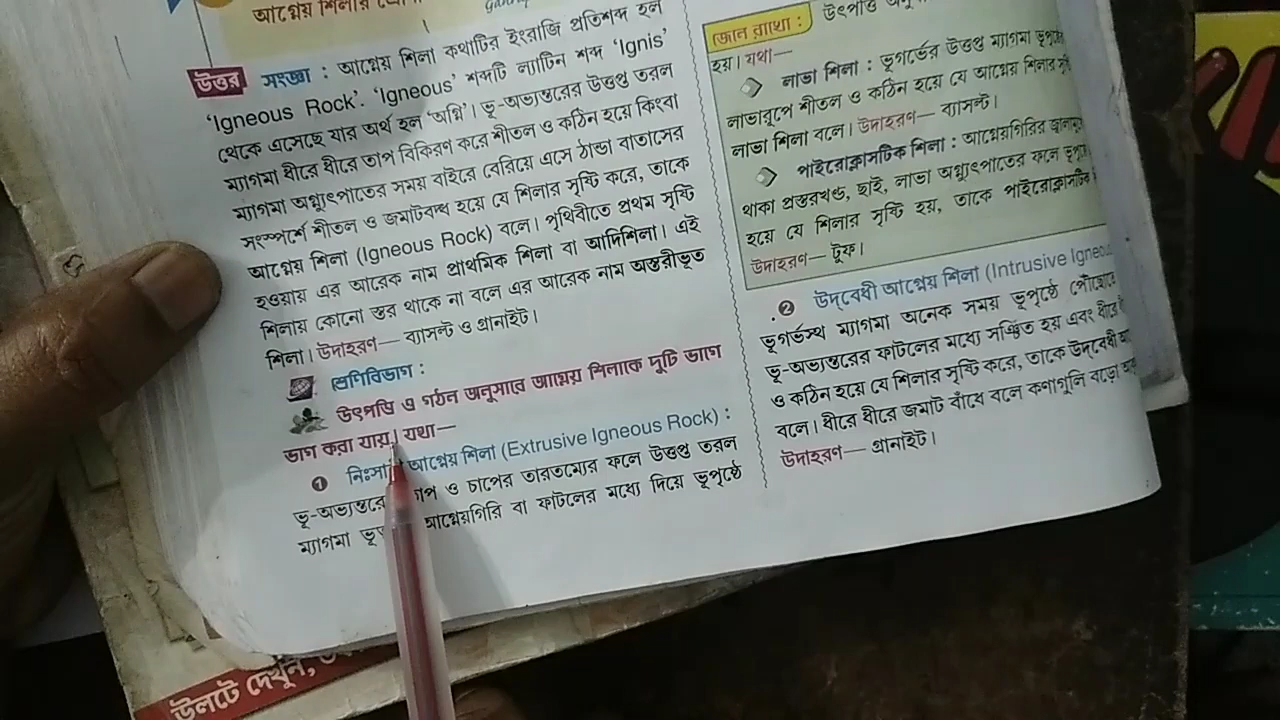 আগ্নেয় শিলার
উত্তর সংজ্ঞা : আগ্নেয় শিলা কথাটির ইংরাজি প্রতিশব্দ হল
‘Igneous Rock’. ‘Igneous’ শব্দটি ল্যাটিন শব্দ ‘Ignis’
থেকে এসেছে যার অর্থ হল ‘অগ্নি’। ভূ-অভ্যন্তরের উত্তপ্ত তরল
ম্যাগমা ধীরে ধীরে তাপ বিকিরণ করে শীতল ও কঠিন হয়ে কিংবা
ম্যাগমা অগ্ন্যুৎপাতের সময় বাইরে বেরিয়ে এসে ঠান্ডা বাতাসের
সংস্পর্শে শীতল ও জমাটবদ্ধ হয়ে যে শিলার সৃষ্টি করে, তাকে
আগ্নেয় শিলা (Igneous Rock) বলে। পৃথিবীতে প্রথম সৃষ্টি
হওয়ায় এর আরেক নাম প্রাথমিক শিলা বা আদিশিলা। এই
শিলায় কোনো স্তর থাকে না বলে এর আরেক নাম অস্তরীভূত
শিলা। উদাহরণ— ব্যাসল্ট ও গ্রানাইট।
শ্রেণিবিভাগ :
উৎপত্তি ও গঠন অনুসারে আগ্নেয় শিলাকে দুটি ভাগে
ভাগ করা যায়। যথা—
1 আগ্নেয় শিলা (Extrusive Igneous Rock) :
ভূ-অভ্যন্তরে ও চাপের তারতম্যের ফলে উত্তপ্ত তরল
ম্যাগমা আগ্নেয়গিরি বা ফাটলের মধ্যে দিয়ে ভূপৃষ্ঠে
উলটে দেখুন,
জেনে রাখো : উৎপত্তি
হয়। যথা—
লাভা শিলা : ভূগর্ভের উত্তপ্ত ম্যাগমা
লাভারূপে শীতল ও কঠিন হয়ে যে আগ্নেয় শিলার
লাভা শিলা বলে। উদাহরণ— ব্যাসল্ট।
পাইরোক্লাসটিক শিলা : আগ্নেয়গিরির
থাকা প্রস্তরখণ্ড, ছাই, লাভা অগ্ন্যুৎপাতের ফলে
হয়ে যে শিলার সৃষ্টি হয়, তাকে পাইরোক্লাসটিক
উদাহরণ— টুফ।
2 উদ্‌বেধী আগ্নেয় শিলা (Intrusive
ভূগর্ভস্থ ম্যাগমা অনেক সময় ভূপৃষ্ঠে
ভূ-অভ্যন্তরের ফাটলের মধ্যে সঞ্চিত হয় এবং ধীরে
ও কঠিন হয়ে যে শিলার সৃষ্টি করে, তাকে উদ্‌বেধী
বলে। ধীরে ধীরে জমাট বাঁধে বলে কণাগুলি বড়ো
উদাহরণ— গ্রানাইট।